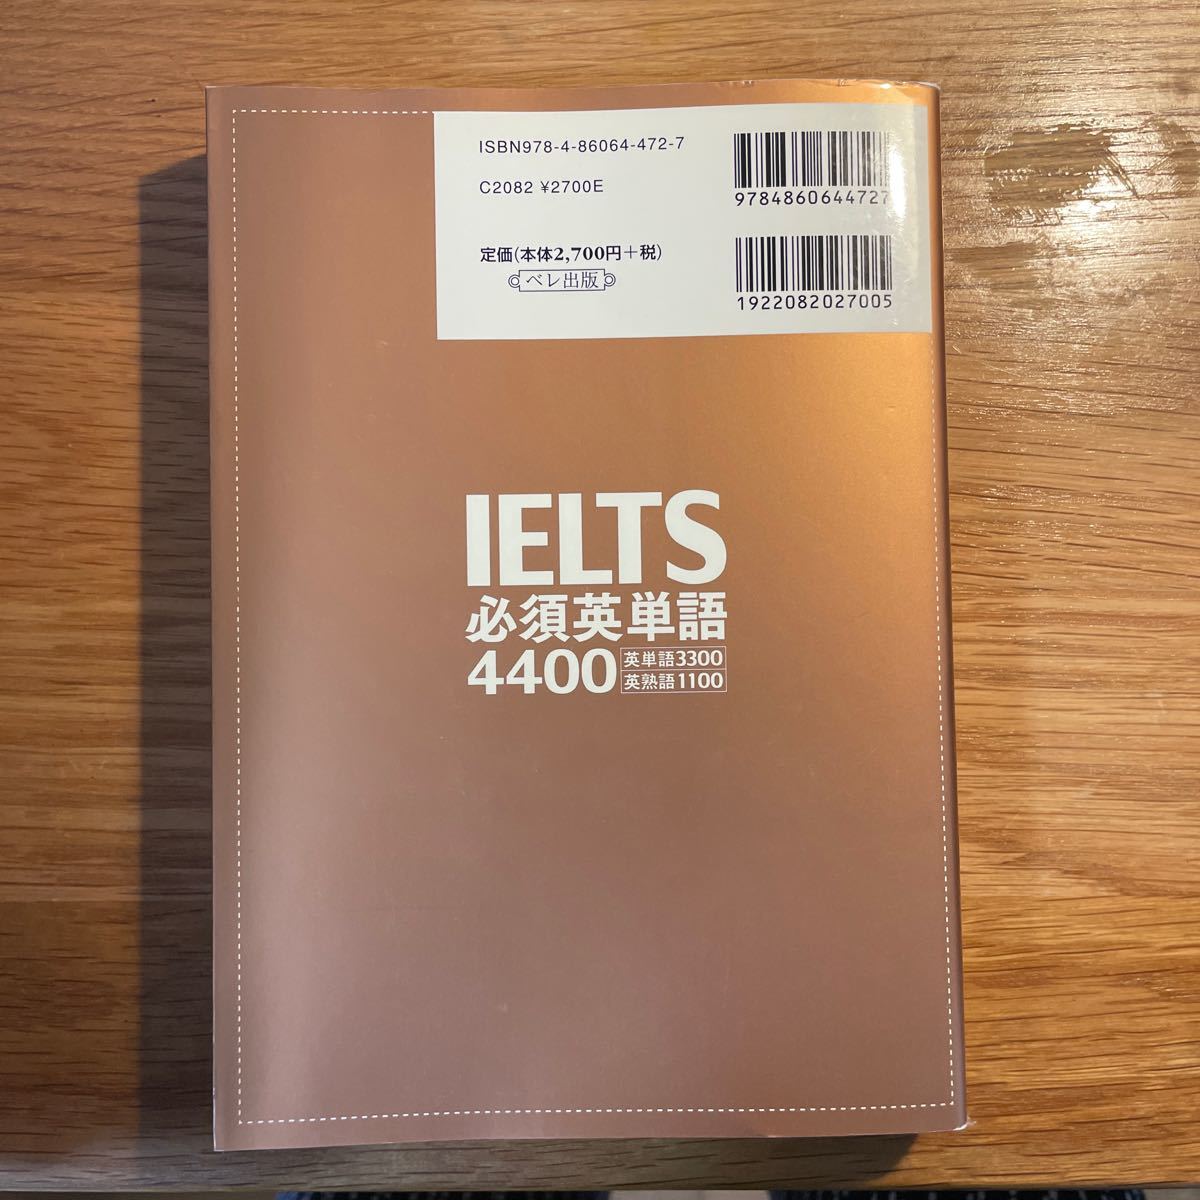 ISBN978-4-86064-472-7
C2082 ¥2700E
定価(本体2,700円+税)
ベレ出版
9784860644727
1922082027005
IELTS
必須英単語
4400
英単語3300
英熟語1100